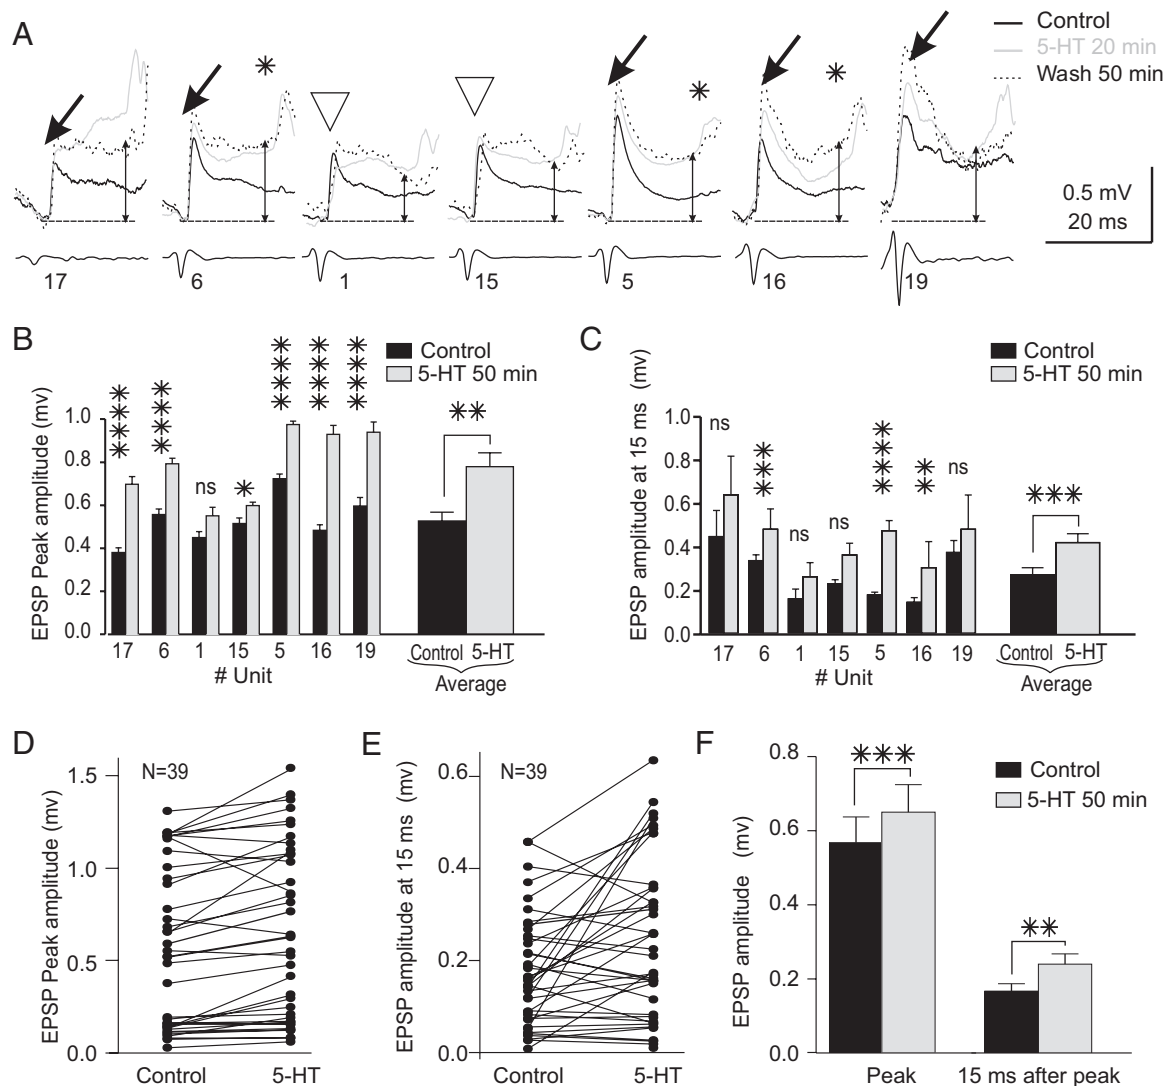 A
Control
5-HT 20 min
Wash 50 min
0.5 mV
20 ms
17 6 1 15 5 16 19
B
Control
5-HT 50 min
EPSP Peak amplitude (mv)
1.0
0.8
0.6
0.4
0.2
0.0
ns
17 6 1 15 5 16 19
# Unit
Control 5-HT
Average
C
Control
5-HT 50 min
EPSP amplitude at 15 ms (mv)
1.0
0.8
0.6
0.4
0.2
0.0
ns
ns
ns
ns
17 6 1 15 5 16 19
# Unit
Control 5-HT
Average
D
N=39
EPSP Peak amplitude (mv)
1.5
1.0
0.5
0.0
Control 5-HT
E
N=39
EPSP amplitude at 15 ms (mv)
0.6
0.4
0.2
0.0
Control 5-HT
F
Control
5-HT 50 min
EPSP amplitude (mv)
0.8
0.6
0.4
0.2
0.0
Peak 15 ms after peak